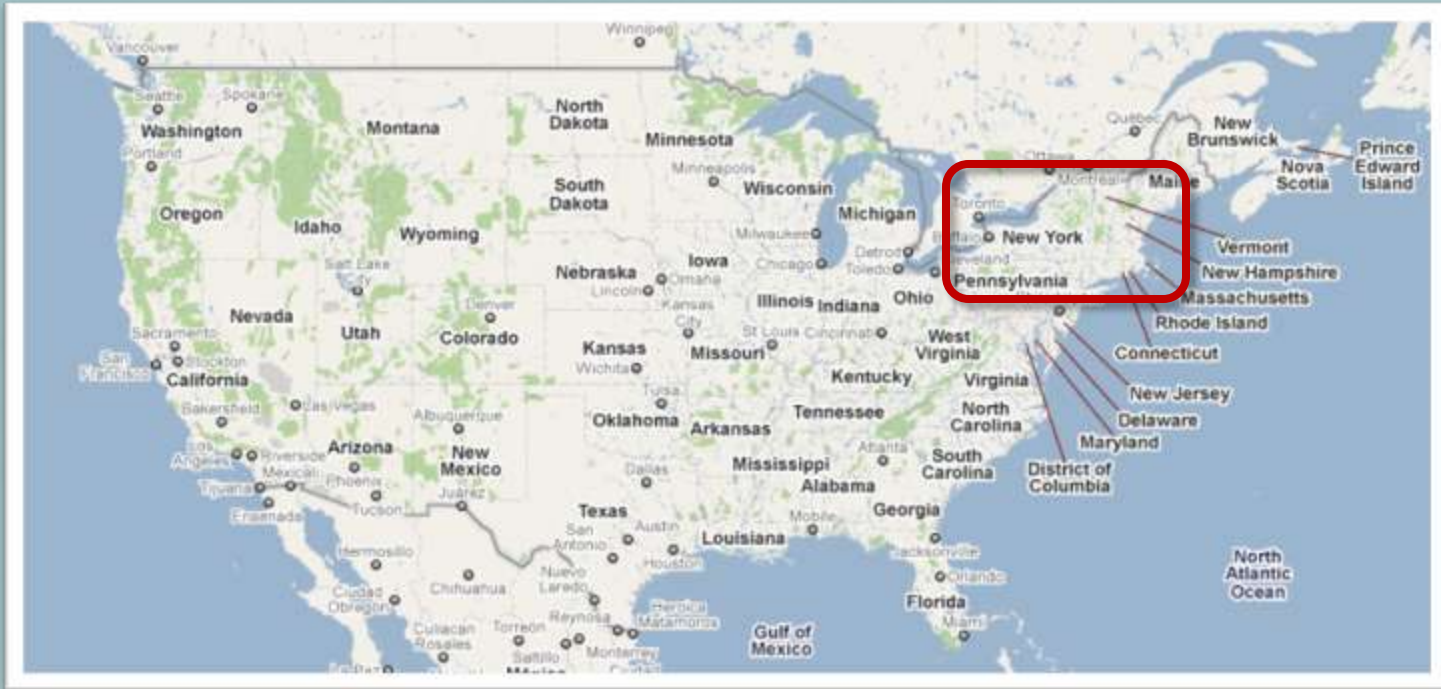 Winnipeg
Vancouver
Seattle
Spokane
North
Dakota
Washington
Montana
Minnesota
Québec
New
Brunswick
Prince
Edward
Island
Nova
Scotia
Portland
Minneapolis
Ottawa
Montreal
Maine
South
Dakota
Wisconsin
Michigan
Toronto
Oregon
Idaho
Wyoming
Milwaukee
Buffalo
New York
Vermont
Salt Lake
City
Iowa
Chicago
Detroit
Toledo
Cleveland
New Hampshire
Nebraska
Omaha
Lincoln
Pennsylvania
Massachusetts
Nevada
Denver
Illinois
Indiana
Ohio
Rhode Island
Utah
Colorado
Kansas
City
Sacramento
St Louis
Cincinnati
West
Virginia
Connecticut
San
Francisco
Stockton
Kansas
Missouri
California
Wichita
Kentucky
Virginia
New Jersey
Bakersfield
Las Vegas
Albuquerque
Tulsa
Oklahoma
Arkansas
Tennessee
North
Carolina
Delaware
Maryland
Los
Angeles
Riverside
Arizona
New
Mexico
Atlanta
South
Carolina
Mexicali
Phoenix
Dallas
Mississippi
Alabama
District of
Columbia
Tijuana
Tucson
Juárez
Ensenada
Texas
Georgia
Mobile
San
Antonio
Austin
Louisiana
Hermosillo
Houston
Jacksonville
Chihuahua
Nuevo
Laredo
Orlando
North
Atlantic
Ocean
Ciudad
Obregon
Florida
Reynosa
Heroica
Matamoros
Miami
Culiacan
Rosales
Torreon
Gulf of
Mexico
Saltillo
Monterrey
La Paz
México
Ciudad